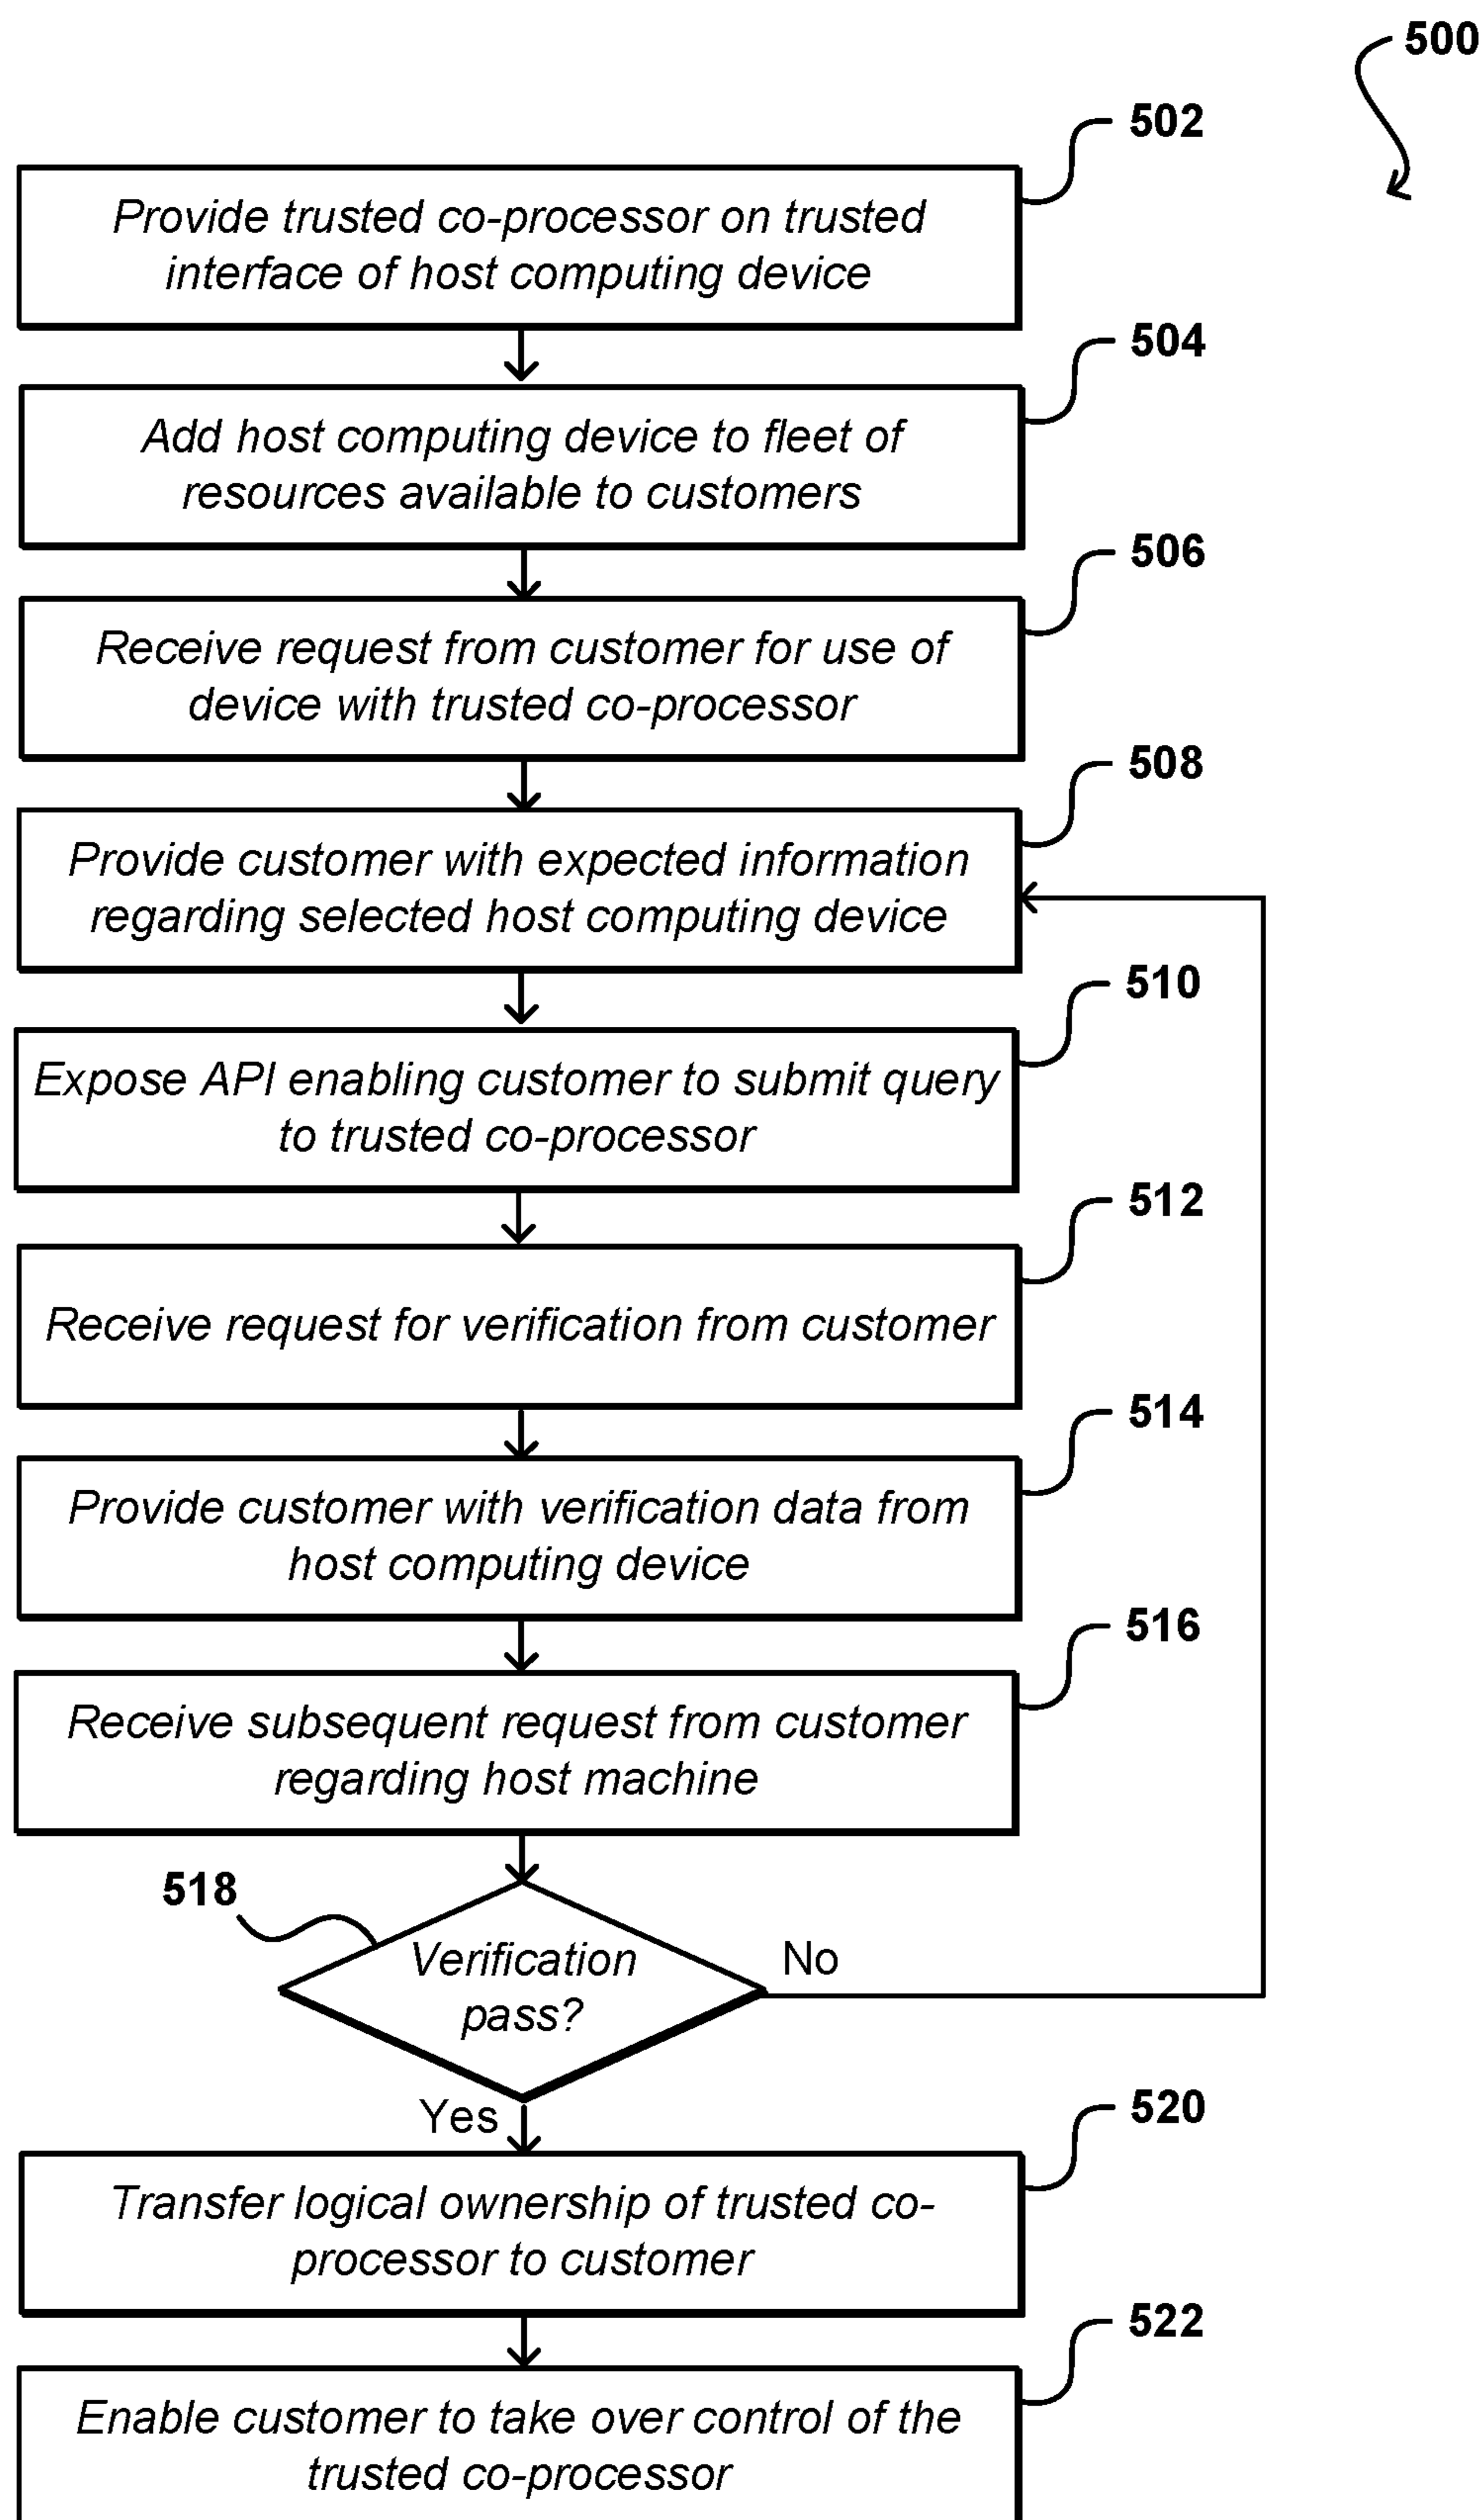 500
502
Provide trusted co-processor on trusted
interface of host computing device
504
Add host computing device to fleet of
resources available to customers
506
Receive request from customer for use of
device with trusted co-processor
508
Provide customer with expected information
regarding selected host computing device
510
Expose API enabling customer to submit query
to trusted co-processor
512
Receive request for verification from customer
514
Provide customer with verification data from
host computing device
516
Receive subsequent request from customer
regarding host machine
518
Verification
pass?
No
Yes
520
Transfer logical ownership of trusted co-
processor to customer
522
Enable customer to take over control of the
trusted co-processor